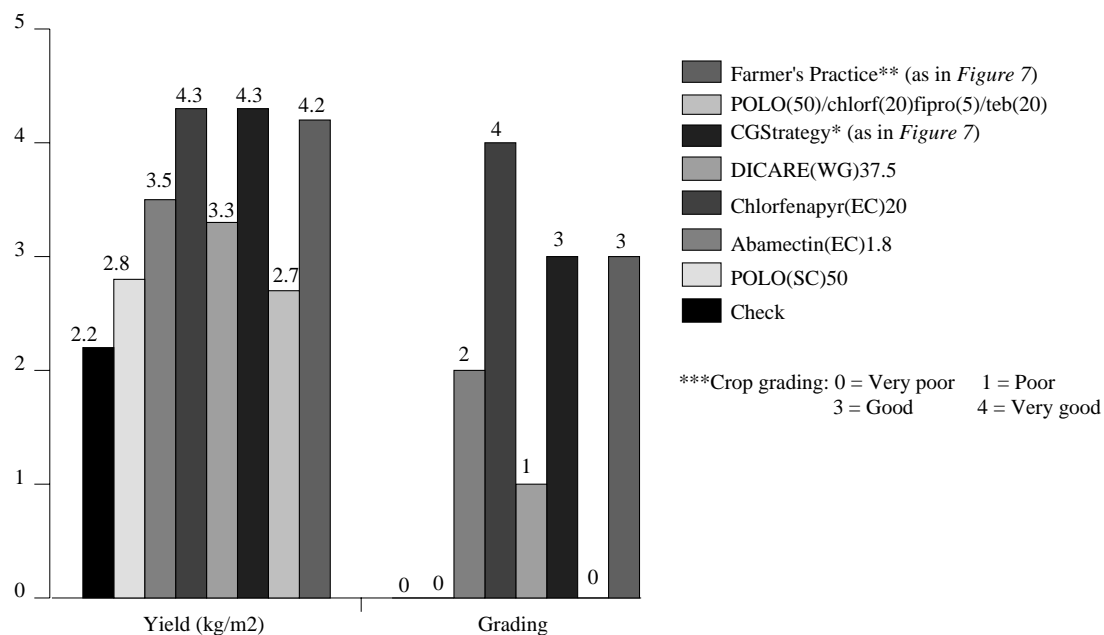 5
4
3
2
1
0
2.2
2.8
3.5
4.3
3.3
4.3
2.7
4.2
0
0
2
4
1
3
0
3
Yield (kg/m2)
Grading
Farmer's Practice** (as in Figure 7)
POLO(50)/chlorf(20)fipro(5)/teb(20)
CGStrategy* (as in Figure 7)
DICARE(WG)37.5
Chlorfenapyr(EC)20
Abamectin(EC)1.8
POLO(SC)50
Check
***Crop grading: 0 = Very poor 1 = Poor
3 = Good 4 = Very good